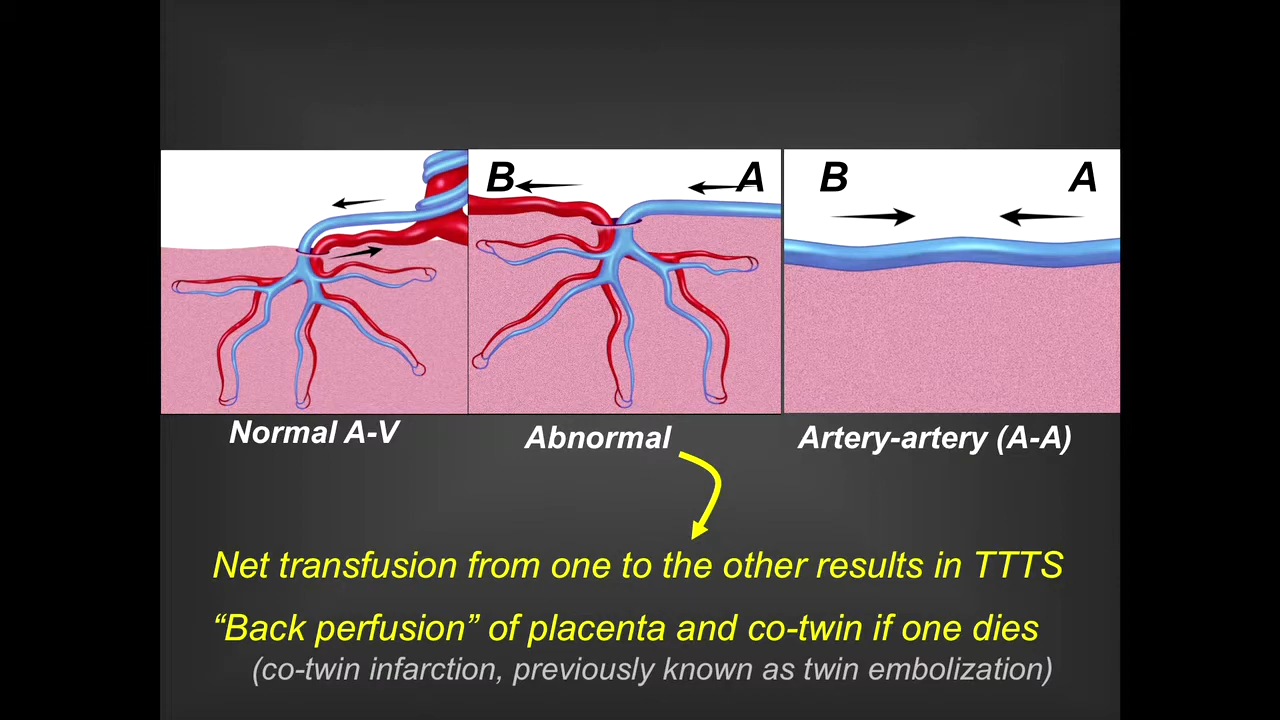 B A
B A
Normal A-V
Abnormal
Artery-artery (A-A)
Net transfusion from one to the other results in TTTS
“Back perfusion” of placenta and co-twin if one dies
(co-twin infarction, previously known as twin embolization)